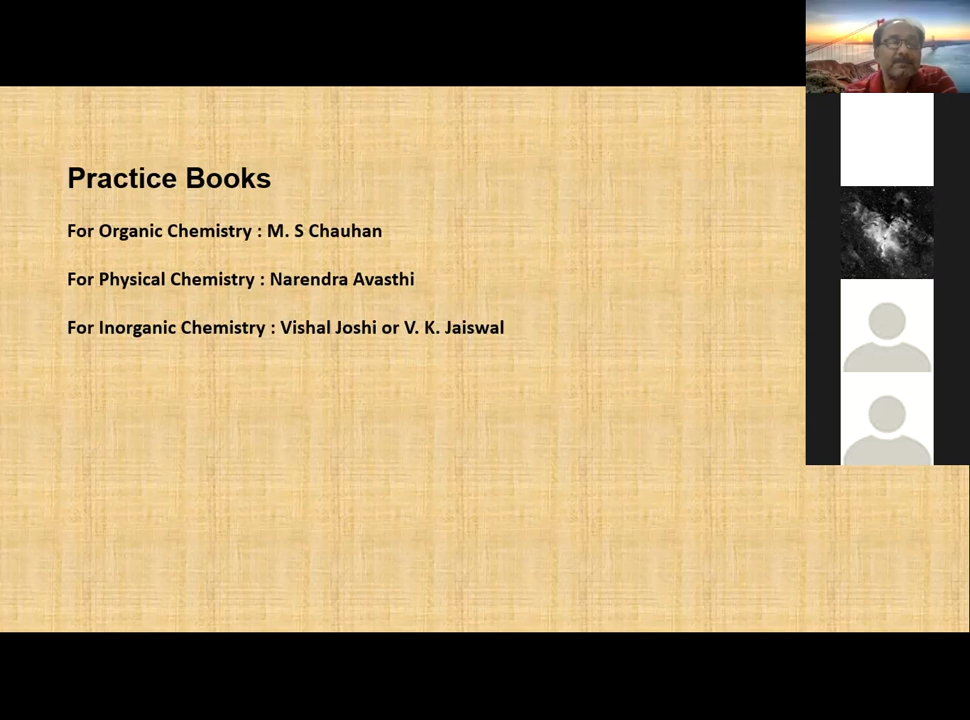 Practice Books
For Organic Chemistry : M. S Chauhan
For Physical Chemistry : Narendra Avasthi
For Inorganic Chemistry : Vishal Joshi or V. K. Jaiswal